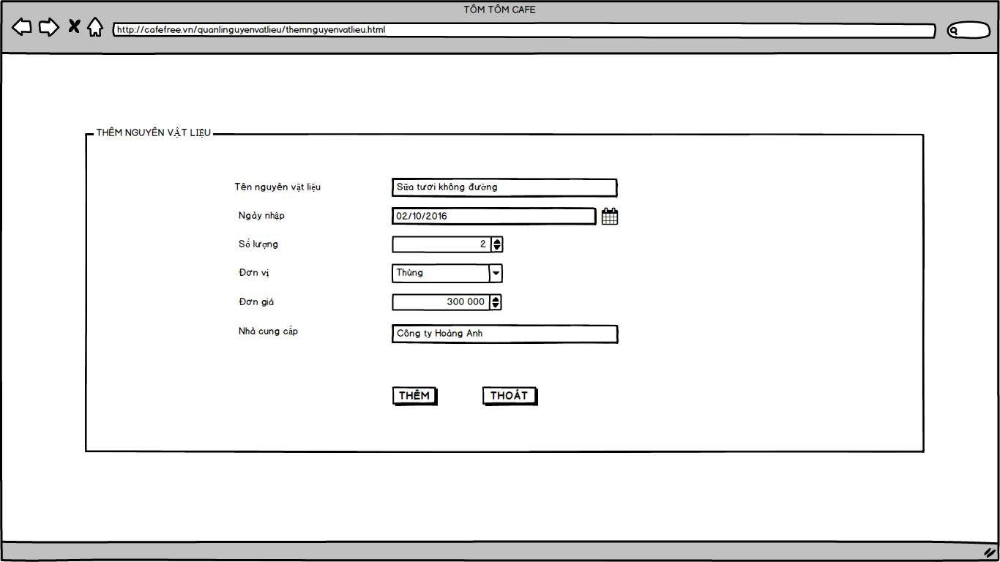 TÔM TÔM CAFE
http://cafefree.vn/quanlinguyenvatlieu/themnguyenvatlieu.html
THÊM NGUYÊN VẬT LIỆU
Tên nguyên vật liệu Sữa tươi không đường
Ngày nhập 02/10/2016
Số lượng 2
Đơn vị Thùng
Đơn giá 300 000
Nhà cung cấp Công ty Hoàng Anh
THÊM THOÁT